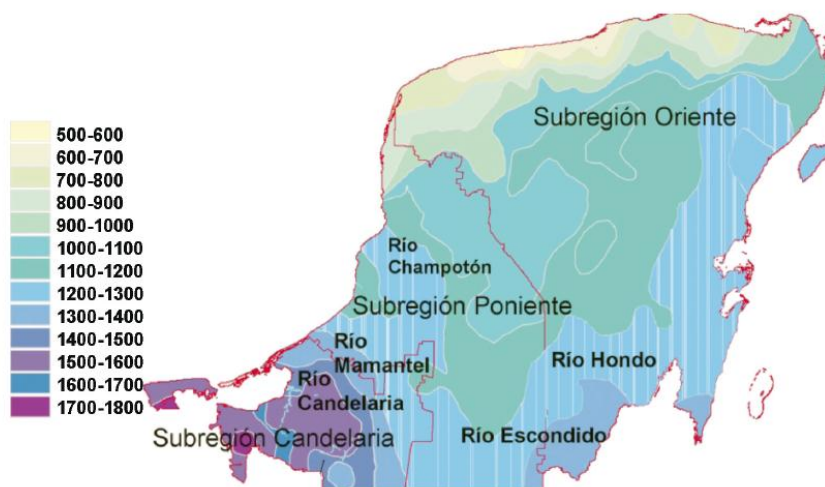 500-600
600-700
700-800
800-900
900-1000
1000-1100
1100-1200
1200-1300
1300-1400
1400-1500
1500-1600
1600-1700
1700-1800
Subregión Oriente
Río
Champotón
Subregión Poniente
Río
Mamantel
Río Hondo
Río
Candelaria
Subregión Candelaria
Río Escondido